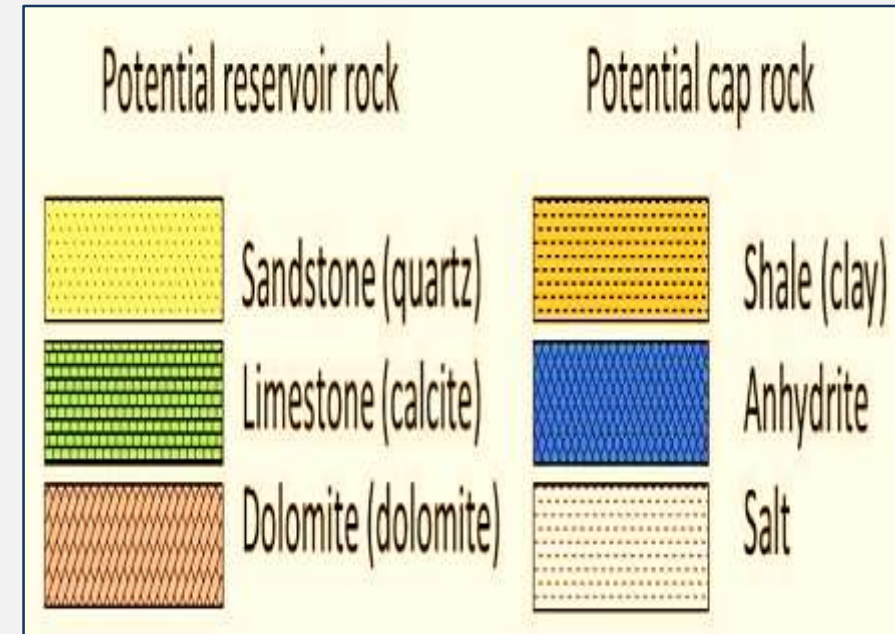 Potential reservoir rock
Potential cap rock
Sandstone (quartz)
Shale (clay)
Limestone (calcite)
Anhydrite
Dolomite (dolomite)
Salt